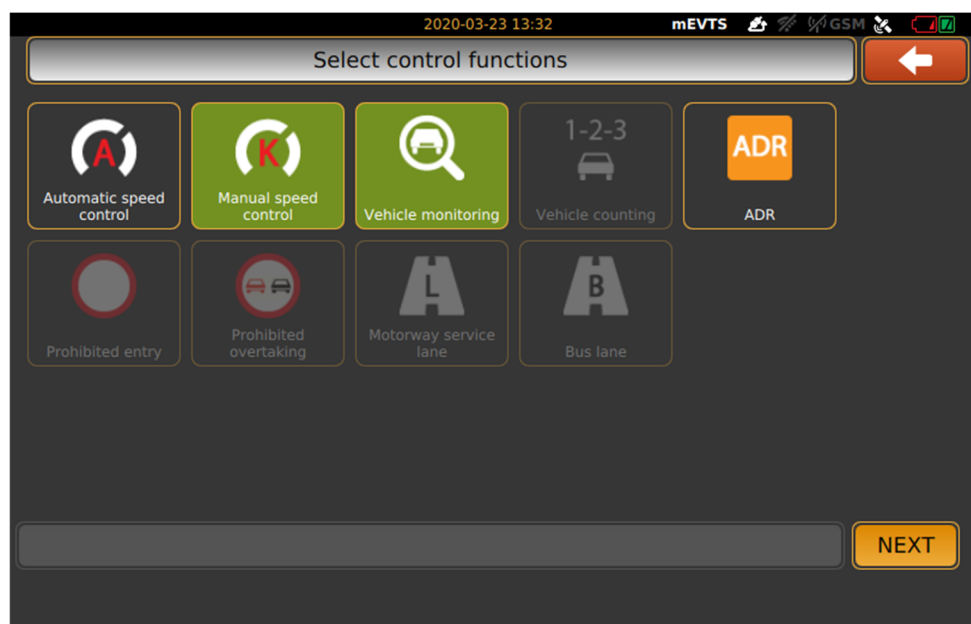 2020-03-23 13:32 mEVTS GSM
Select control functions
A
Automatic speed
control
K
Manual speed
control
Vehicle monitoring
1-2-3
Vehicle counting
ADR
ADR
Prohibited entry
Prohibited
overtaking
L
Motorway service
lane
B
Bus lane
NEXT